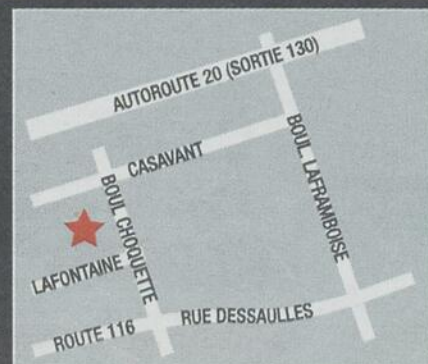 AUTOROUTE 20 (SORTIE 130)
CASAVANT
BOUL. LAFRAMBOISE
BOUL CHOQUETTE
LAFONTAINE
RUE DESSAULLES
ROUTE 116